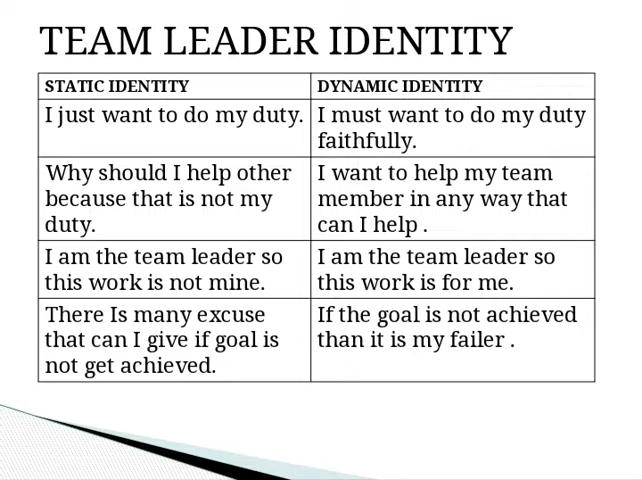 TEAM LEADER IDENTITY
STATIC IDENTITY
DYNAMIC IDENTITY
I just want to do my duty.
I must want to do my duty
faithfully.
Why should I help other
because that is not my
duty.
I want to help my team
member in any way that
can I help .
I am the team leader so
this work is not mine.
I am the team leader so
this work is for me.
There Is many excuse
that can I give if goal is
not get achieved.
If the goal is not achieved
than it is my failer .